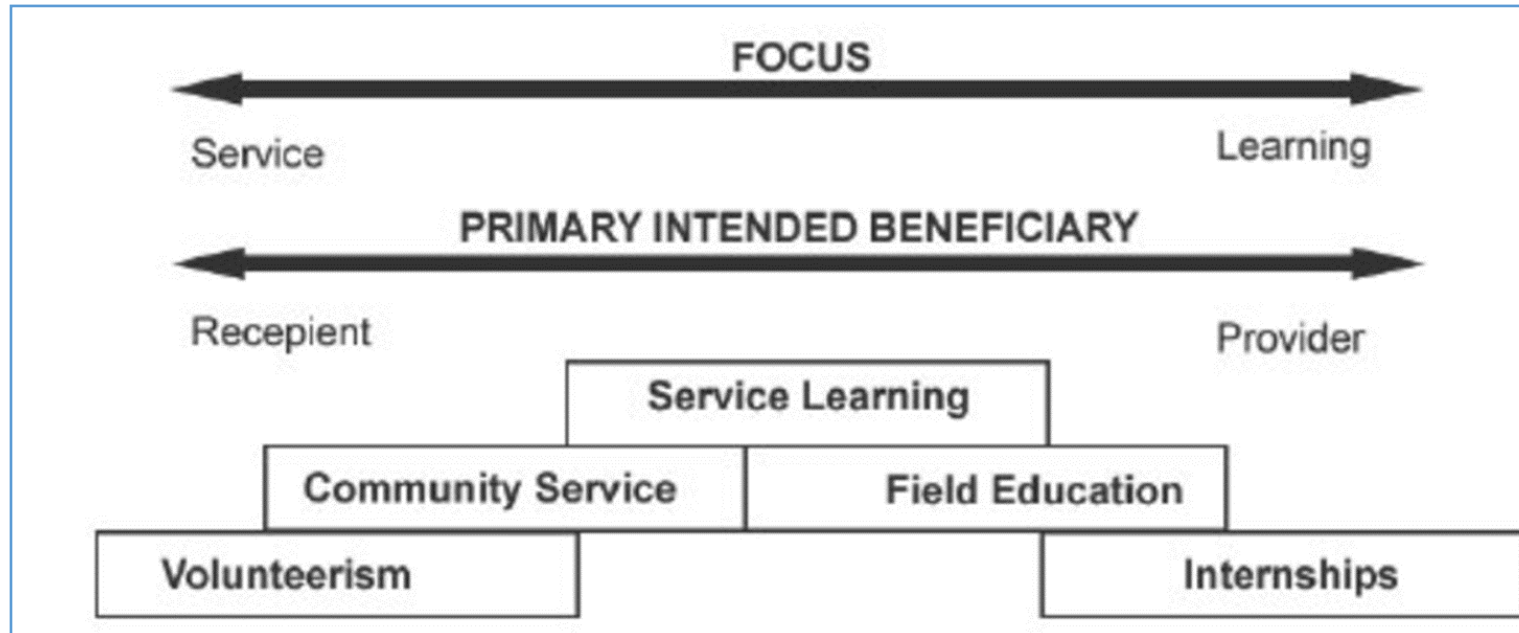 FOCUS
Service Learning
PRIMARY INTENDED BENEFICIARY
Recepient Provider
Service Learning
Community Service Field Education
Volunteerism Internships